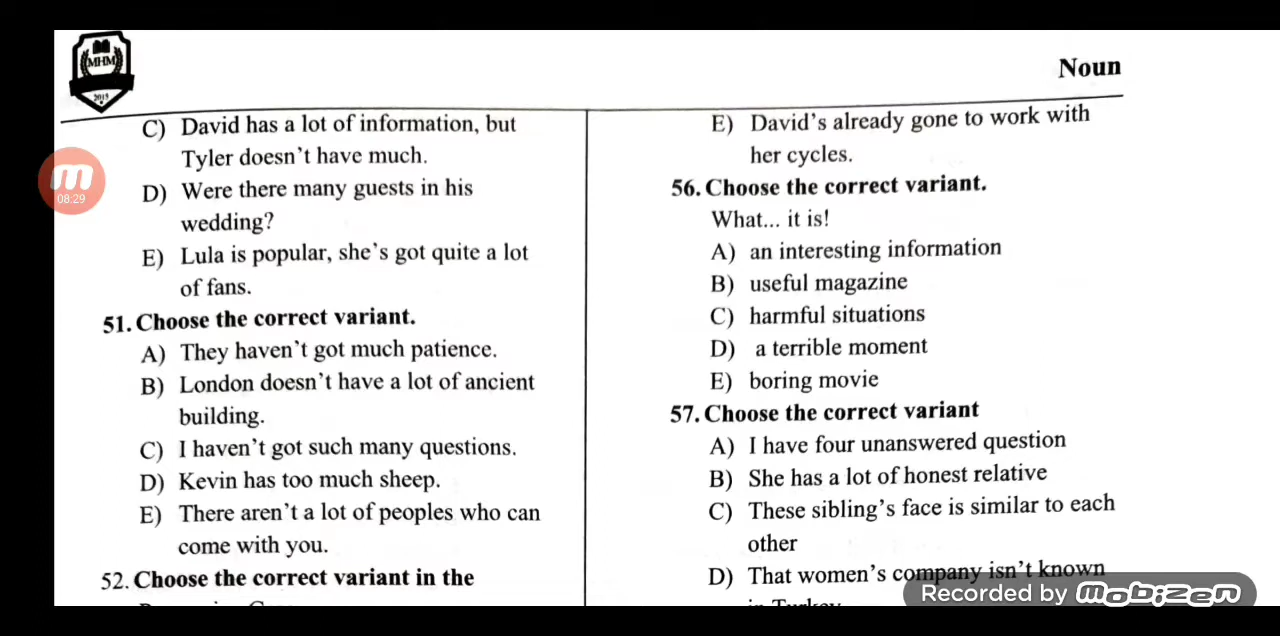 MHM
2019
Noun
08:29
C) David has a lot of information, but
Tyler doesn't have much.
D) Were there many guests in his
wedding?
E) Lula is popular, she's got quite a lot
of fans.
51. Choose the correct variant.
A) They haven't got much patience.
B) London doesn't have a lot of ancient
building.
C) I haven't got such many questions.
D) Kevin has too much sheep.
E) There aren't a lot of peoples who can
come with you.
52. Choose the correct variant in the
E) David's already gone to work with
her cycles.
56. Choose the correct variant.
What... it is!
A) an interesting information
B) useful magazine
C) harmful situations
D) a terrible moment
E) boring movie
57. Choose the correct variant
A) I have four unanswered question
B) She has a lot of honest relative
C) These sibling's face is similar to each
other
D) That women's company isn't known
Recorded by Mobizen